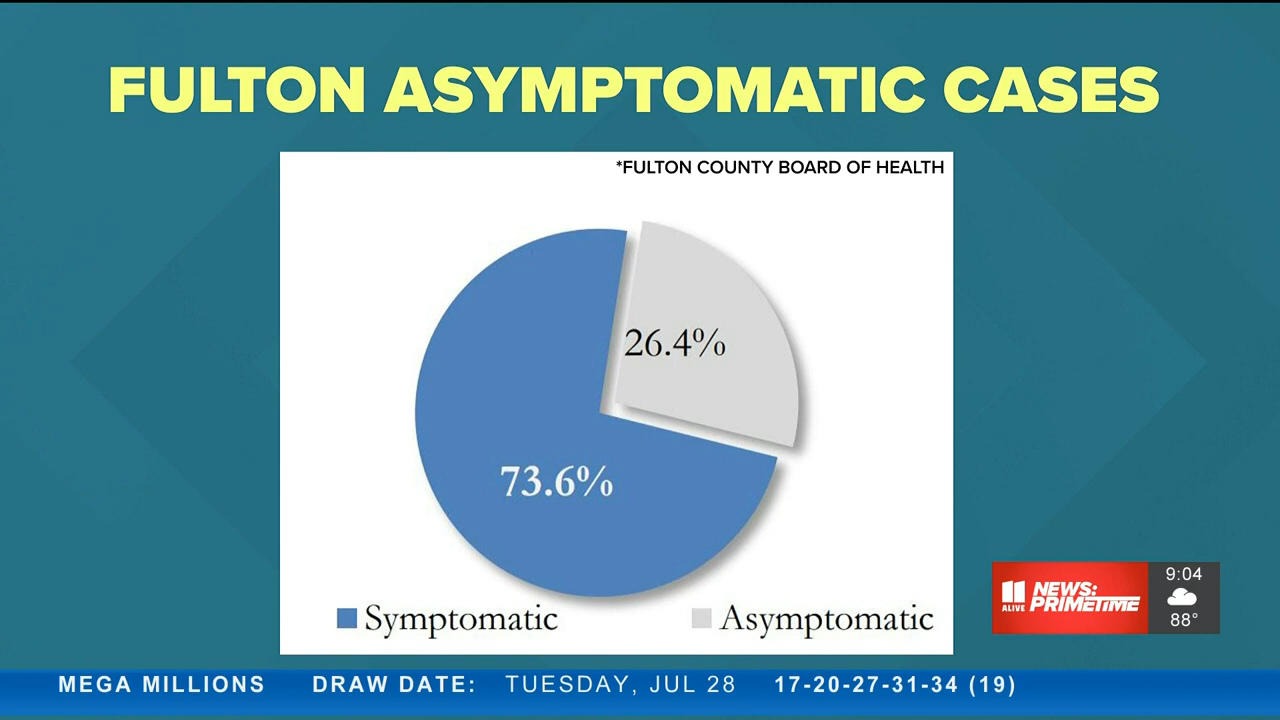 FULTON ASYMPTOMATIC CASES
*FULTON COUNTY BOARD OF HEALTH
26.4%
73.6%
Symptomatic
Asymptomatic
11
ALIVE
NEWS:
PRIMETIME
9:04
88°
MEGA MILLIONS DRAW DATE: TUESDAY, JUL 28 17-20-27-31-34 (19)